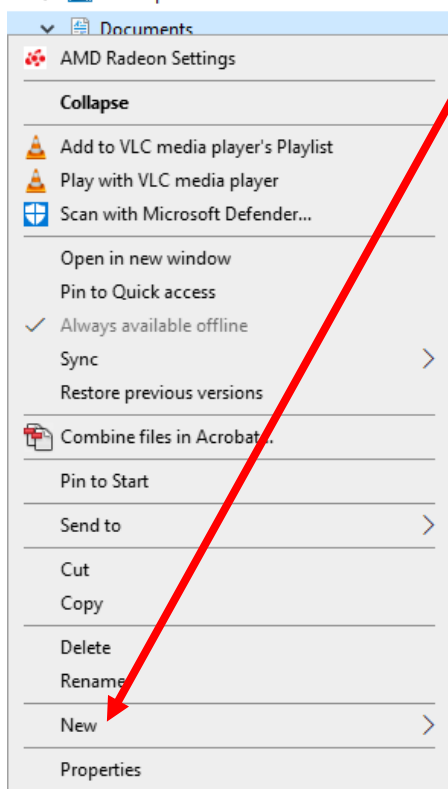 Documents
AMD Radeon Settings
Collapse
Add to VLC media player's Playlist
Play with VLC media player
Scan with Microsoft Defender...
Open in new window
Pin to Quick access
Always available offline
Sync
Restore previous versions
Combine files in Acrobat...
Pin to Start
Send to
Cut
Copy
Delete
Rename
New
Properties